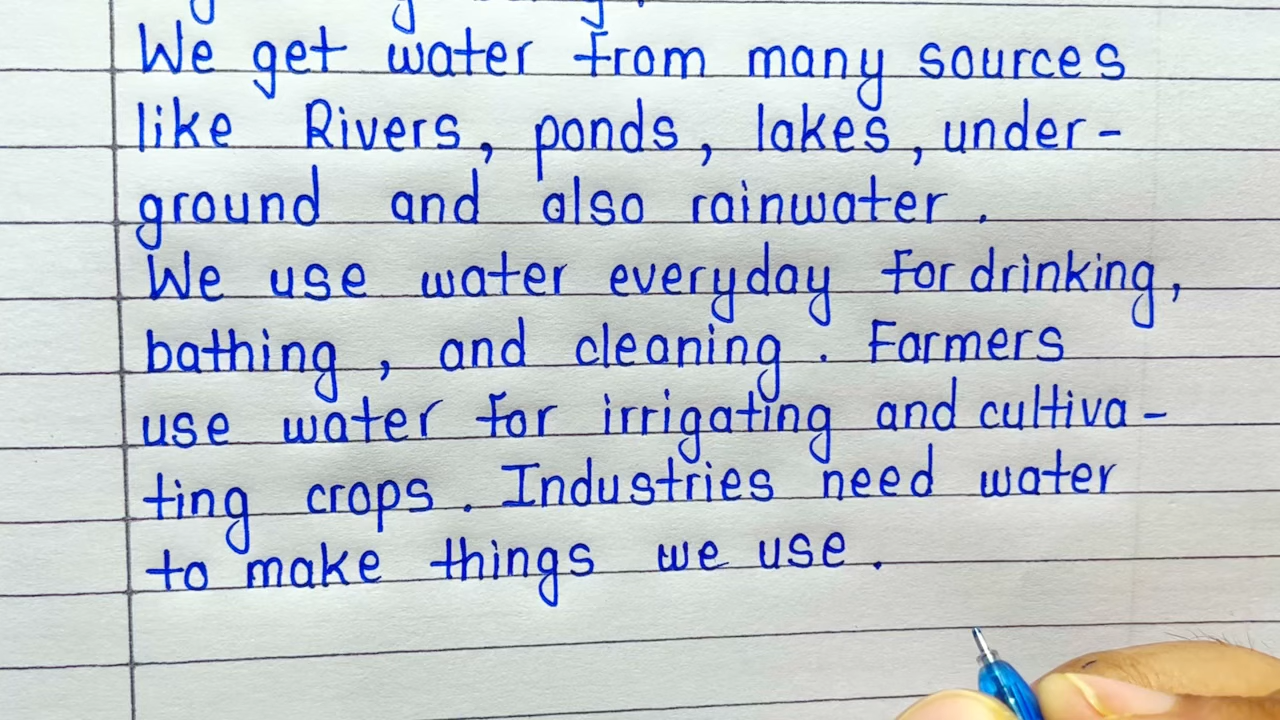 We get water from many sources
like Rivers, ponds, lakes, under-
ground and also rainwater.
We use water everyday for drinking,
bathing, and cleaning. Farmers
use water for irrigating and cultiva-
ting crops. Industries need water
to make things we use.